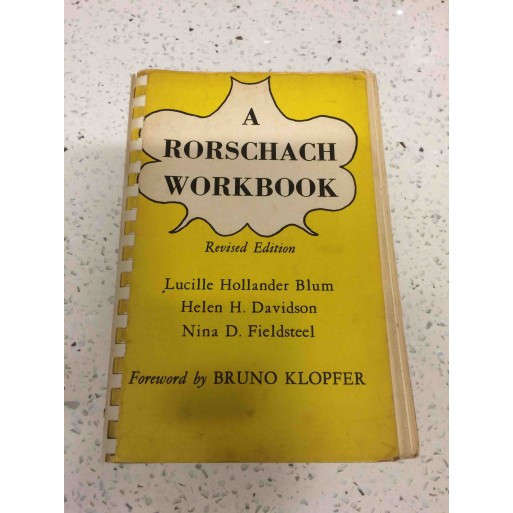 A
RORSCHACH
WORKBOOK
Revised Edition
Lucille Hollander Blum
Helen H. Davidson
Nina D. Fieldsteel
Foreword by BRUNO KLOPFER